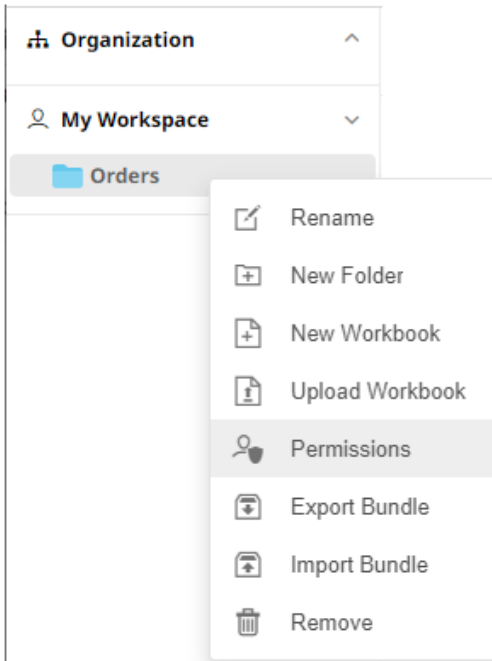 Organization
My Workspace
Orders
Rename
New Folder
New Workbook
Upload Workbook
Permissions
Export Bundle
Import Bundle
Remove